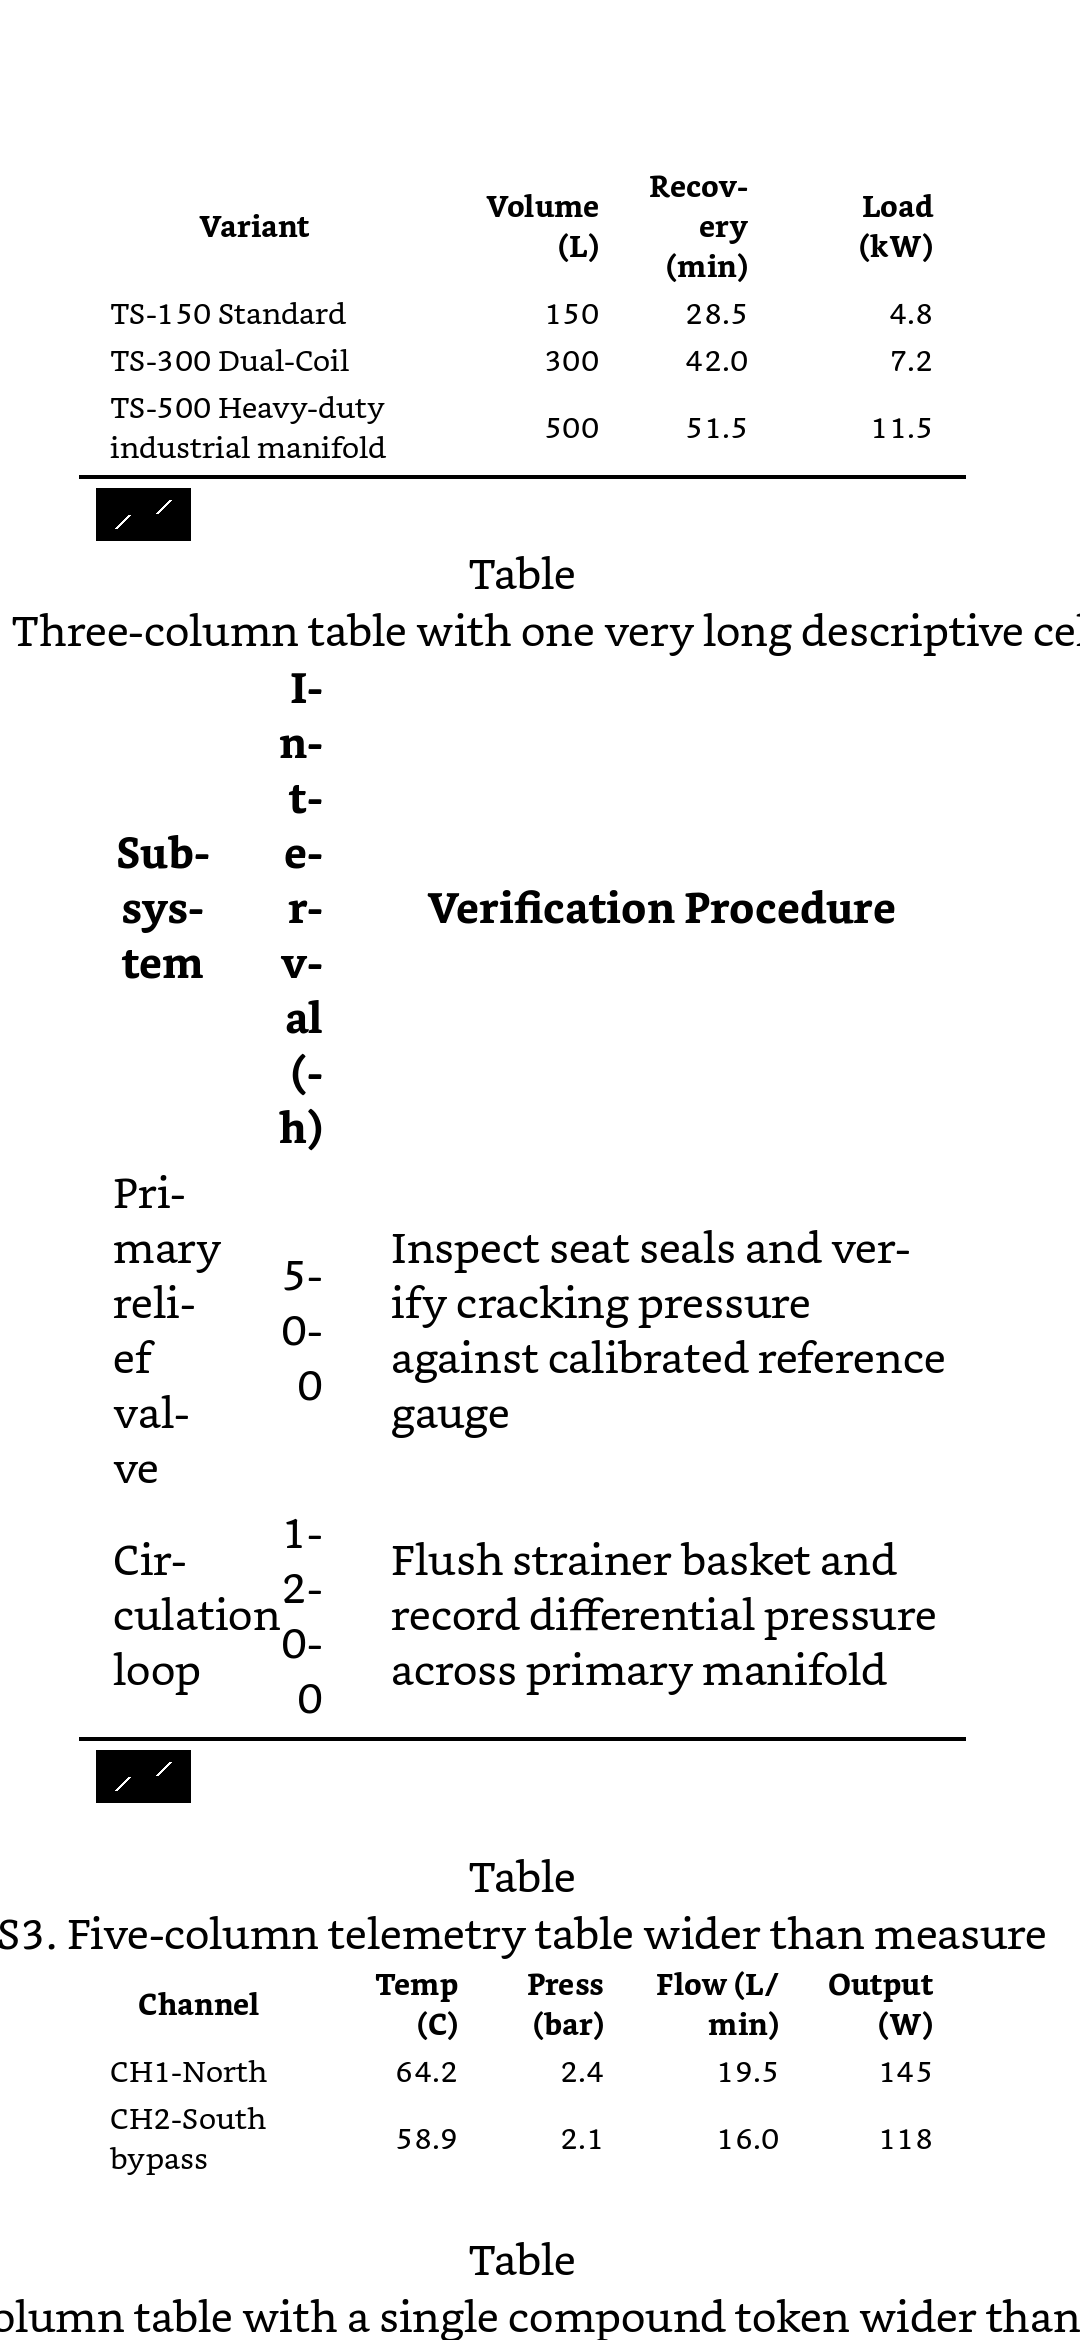 Variant Volume (L) Recov-ery (min) Load (kW)
TS-150 Standard 150 28.5 4.8
TS-300 Dual-Coil 300 42.0 7.2
TS-500 Heavy-duty
industrial manifold 500 51.5 11.5
Table
Three-column table with one very long descriptive
Sub-
sys-
tem
I-
n-
t-
e-
r-
v-
al
(-
h)
Verification Procedure
Pri-
mary
reli-
ef
val-
ve
5-
0-
0
Inspect seat seals and ver-
ify cracking pressure
against calibrated reference
gauge
Cir-
culation
loop
1-
2-
0-
0
Flush strainer basket and
record differential pressure
across primary manifold
Table
S3. Five-column telemetry table wider than measure
Channel Temp (C) Press (bar) Flow (L/min) Output (W)
CH1-North 64.2 2.4 19.5 145
CH2-South
bypass 58.9 2.1 16.0 118
Table
table with a single compound token wider than